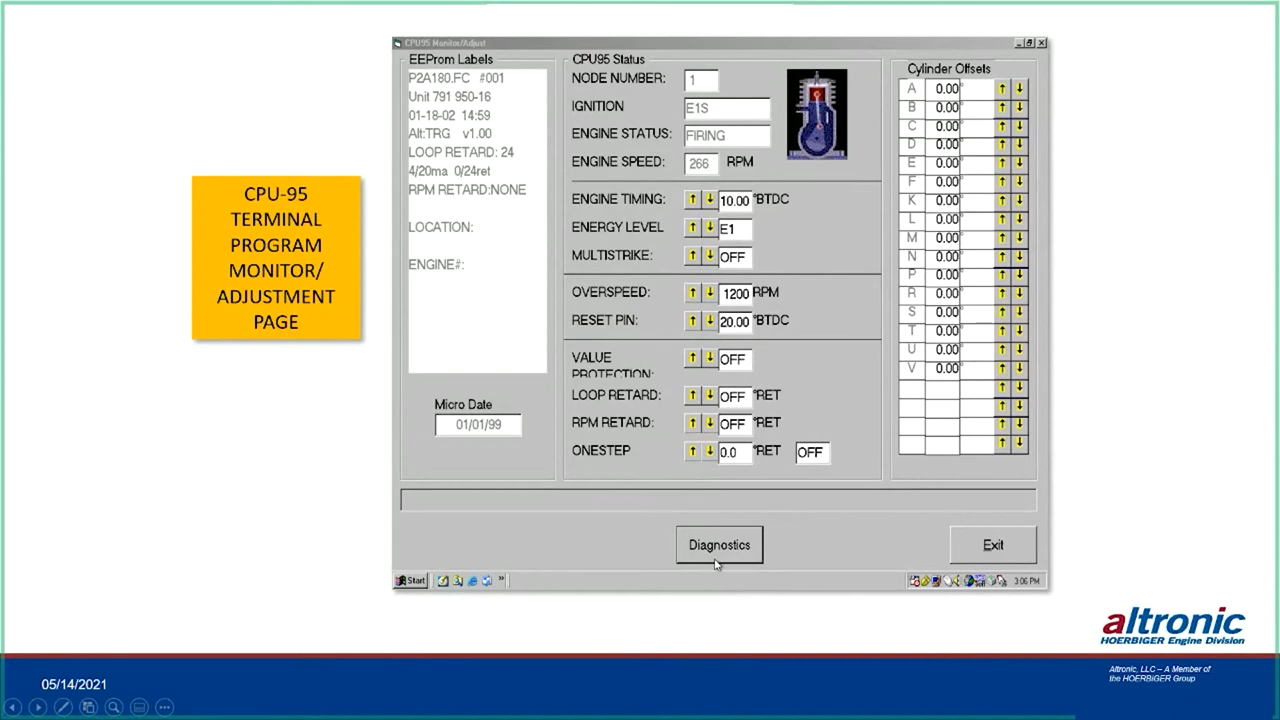 CPU-95
TERMINAL
PROGRAM
MONITOR/
ADJUSTMENT
PAGE
CPU95 Monitor/Adjust
EEProm Labels
P2A180.FC #001
Unit 791 950-16
01-18-02 14:59
Alt:TRG v1.00
LOOP RETARD: 24
4/20ma 0/24ret
RPM RETARD:NONE
LOCATION:
ENGINE#:
Micro Date
01/01/99
CPU95 Status
NODE NUMBER: 1
IGNITION E1S
ENGINE STATUS: FIRING
ENGINE SPEED: 266 RPM
ENGINE TIMING: 10.00 °BTDC
ENERGY LEVEL E1
MULTISTRIKE: OFF
OVERSPEED: 1200 RPM
RESET PIN: 20.00 °BTDC
VALUE
PROTECTION: OFF
LOOP RETARD: OFF °RET
RPM RETARD: OFF °RET
ONESTEP 0.0 °RET OFF
Cylinder Offsets
A 0.00°
B 0.00°
C 0.00°
D 0.00°
E 0.00°
F 0.00°
K 0.00°
L 0.00°
M 0.00°
N 0.00°
P 0.00°
R 0.00°
S 0.00°
T 0.00°
U 0.00°
V 0.00°
Diagnostics
Exit
Start
»
3:06 PM
altronic
HOERBIGER Engine Division
Altronic, LLC – A Member of
the HOERBIGER Group
05/14/2021